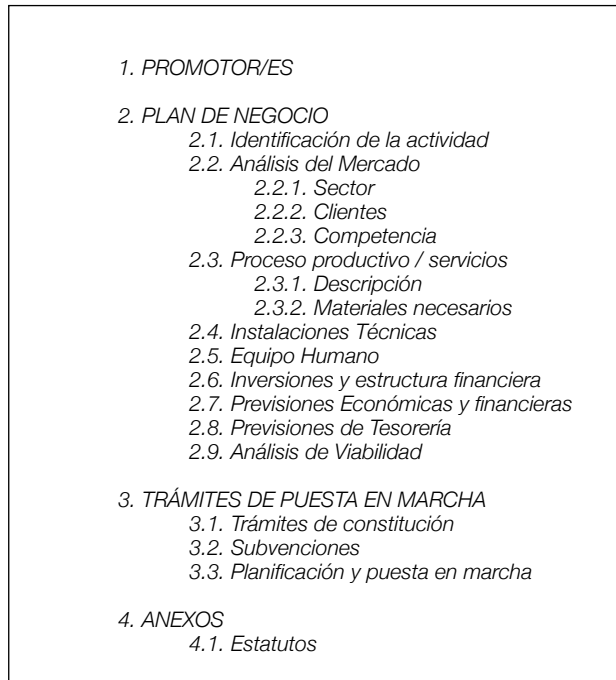 1. PROMOTOR/ES
2. PLAN DE NEGOCIO
2.1. Identificación de la actividad
2.2. Análisis del Mercado
2.2.1. Sector
2.2.2. Clientes
2.2.3. Competencia
2.3. Proceso productivo / servicios
2.3.1. Descripción
2.3.2. Materiales necesarios
2.4. Instalaciones Técnicas
2.5. Equipo Humano
2.6. Inversiones y estructura financiera
2.7. Previsiones Económicas y financieras
2.8. Previsiones de Tesorería
2.9. Análisis de Viabilidad
3. TRÁMITES DE PUESTA EN MARCHA
3.1. Trámites de constitución
3.2. Subvenciones
3.3. Planificación y puesta en marcha
4. ANEXOS
4.1. Estatutos